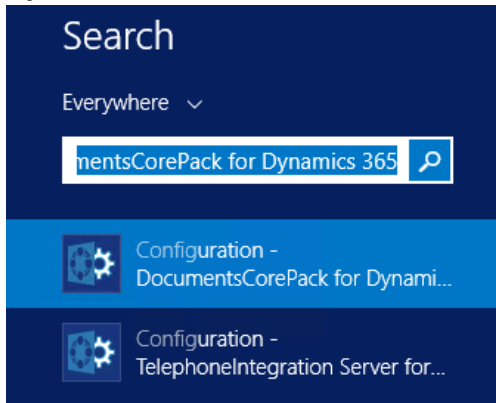 Search
Everywhere
mentsCorePack for Dynamics 365
Configuration -
DocumentsCorePack for Dynami...
Configuration -
TelephoneIntegration Server for...